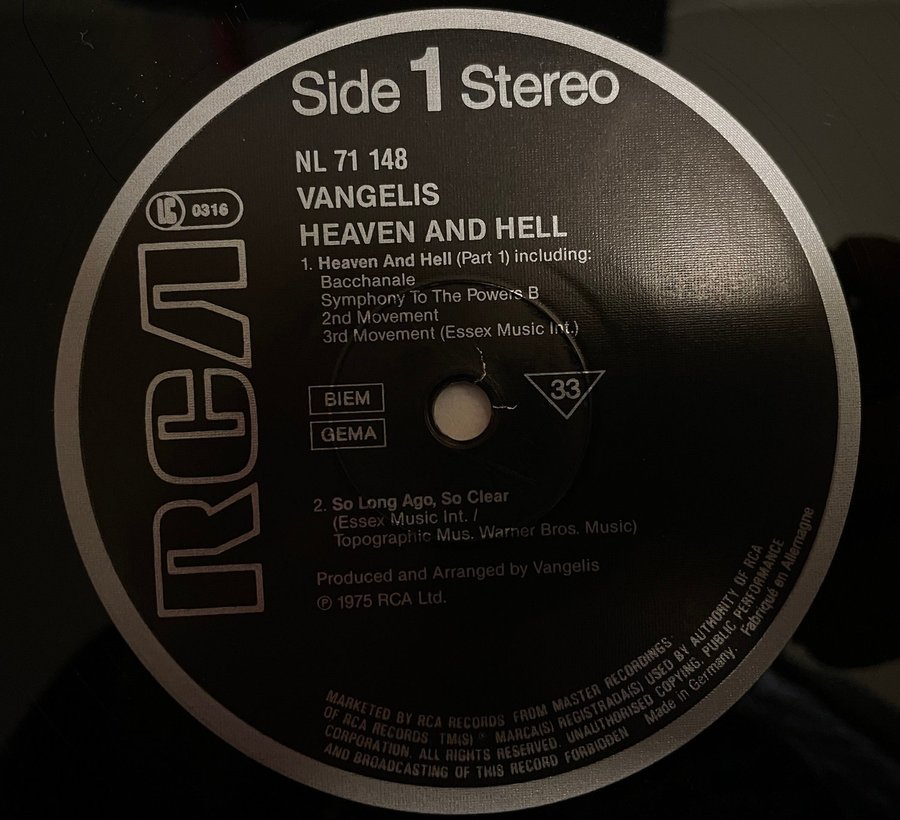 Side 1 Stereo
NL 71 148
VANGELIS
HEAVEN AND HELL
1. Heaven And Hell (Part 1) including:
Bacchanale
Symphony To The Powers B
2nd Movement
3rd Movement (Essex Music Int.)
LC 0316
RCA
BIEM
GEMA
33
2. So Long Ago, So Clear
(Essex Music Int. /
Topographic Mus. Warner Bros. Music)
Produced and Arranged by Vangelis
℗ 1975 RCA Ltd.
MARKETED BY RCA RECORDS FROM MASTER RECORDINGS
OF RCA RECORDS TM(S) ® MARCA(S) REGISTRADA(S) USED BY AUTHORITY OF RCA
CORPORATION. ALL RIGHTS RESERVED. UNAUTHORISED COPYING, PUBLIC PERFORMANCE
AND BROADCASTING OF THIS RECORD FORBIDDEN Made in Germany. Fabriqué en Allemagne